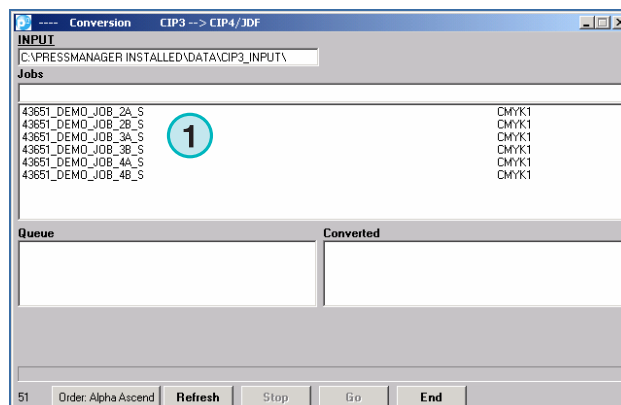 ---- Conversion CIP3 --> CIP4/JDF
INPUT
C:\PRESSMANAGER INSTALLED\DATA\CIP3_INPUT\
Jobs
43651_DEMO_JOB_2A_S CMYK1
43651_DEMO_JOB_2B_S CMYK1
43651_DEMO_JOB_3A_S CMYK1
43651_DEMO_JOB_3B_S CMYK1
43651_DEMO_JOB_4A_S CMYK1
43651_DEMO_JOB_4B_S CMYK1
1
Queue Converted
51 Order: Alpha Ascend Refresh Stop Go End